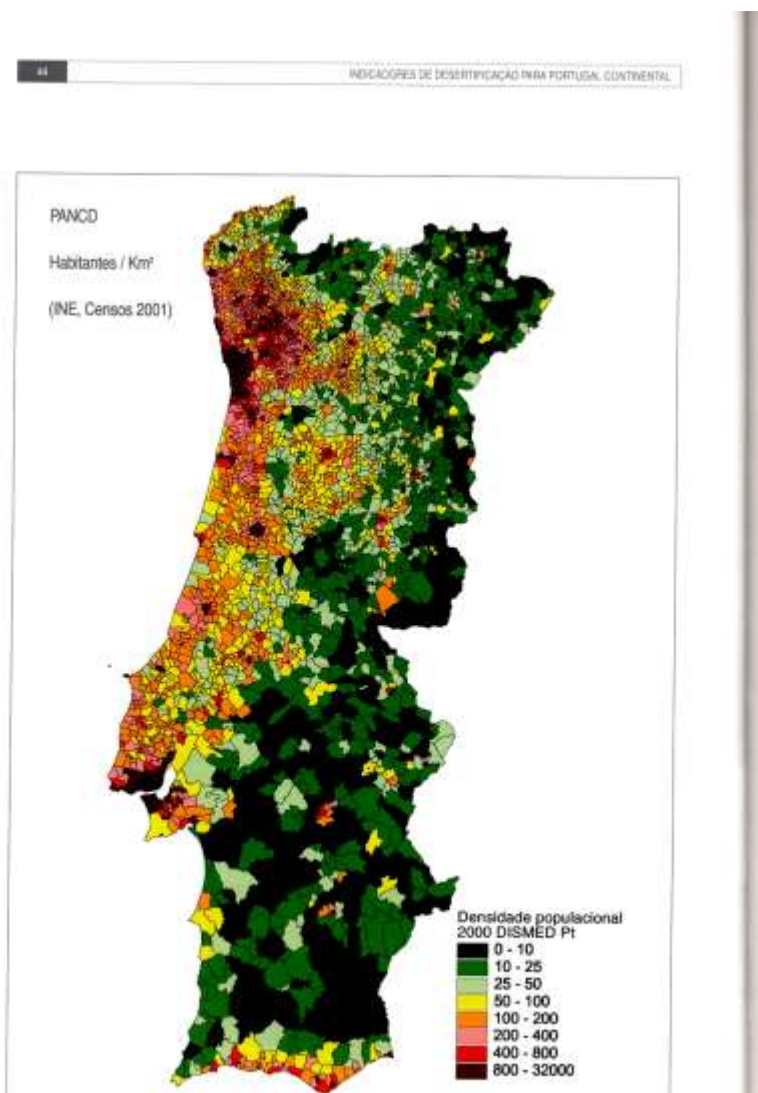 44
INDICADORES DE DESERTIFICAÇÃO PARA PORTUGAL CONTINENTAL
PANCD
Habitantes / Km²
(INE, Censos 2001)
Densidade populacional
2000 DISMED Pt
0 - 10
10 - 25
25 - 50
50 - 100
100 - 200
200 - 400
400 - 800
800 - 32000